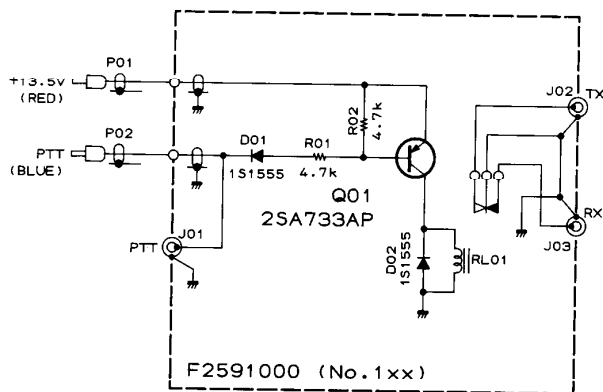 P01
+13.5V
(RED)
P02
PTT
(BLUE)
J01
PTT
D01
1S1555
R01
4.7k
R02
4.7k
Q01
2SA733AP
D02
1S1555
RL01
J02
TX
RX
J03
F2591000 (No.1xx)